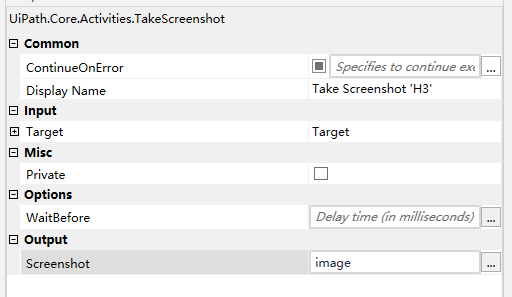 UiPath.Core.Activities.TakeScreenshot
Common
ContinueOnError Specifies to continue exe ...
Display Name Take Screenshot 'H3'
Input
Target Target
Misc
Private
Options
WaitBefore Delay time (in milliseconds) ...
Output
Screenshot image ...